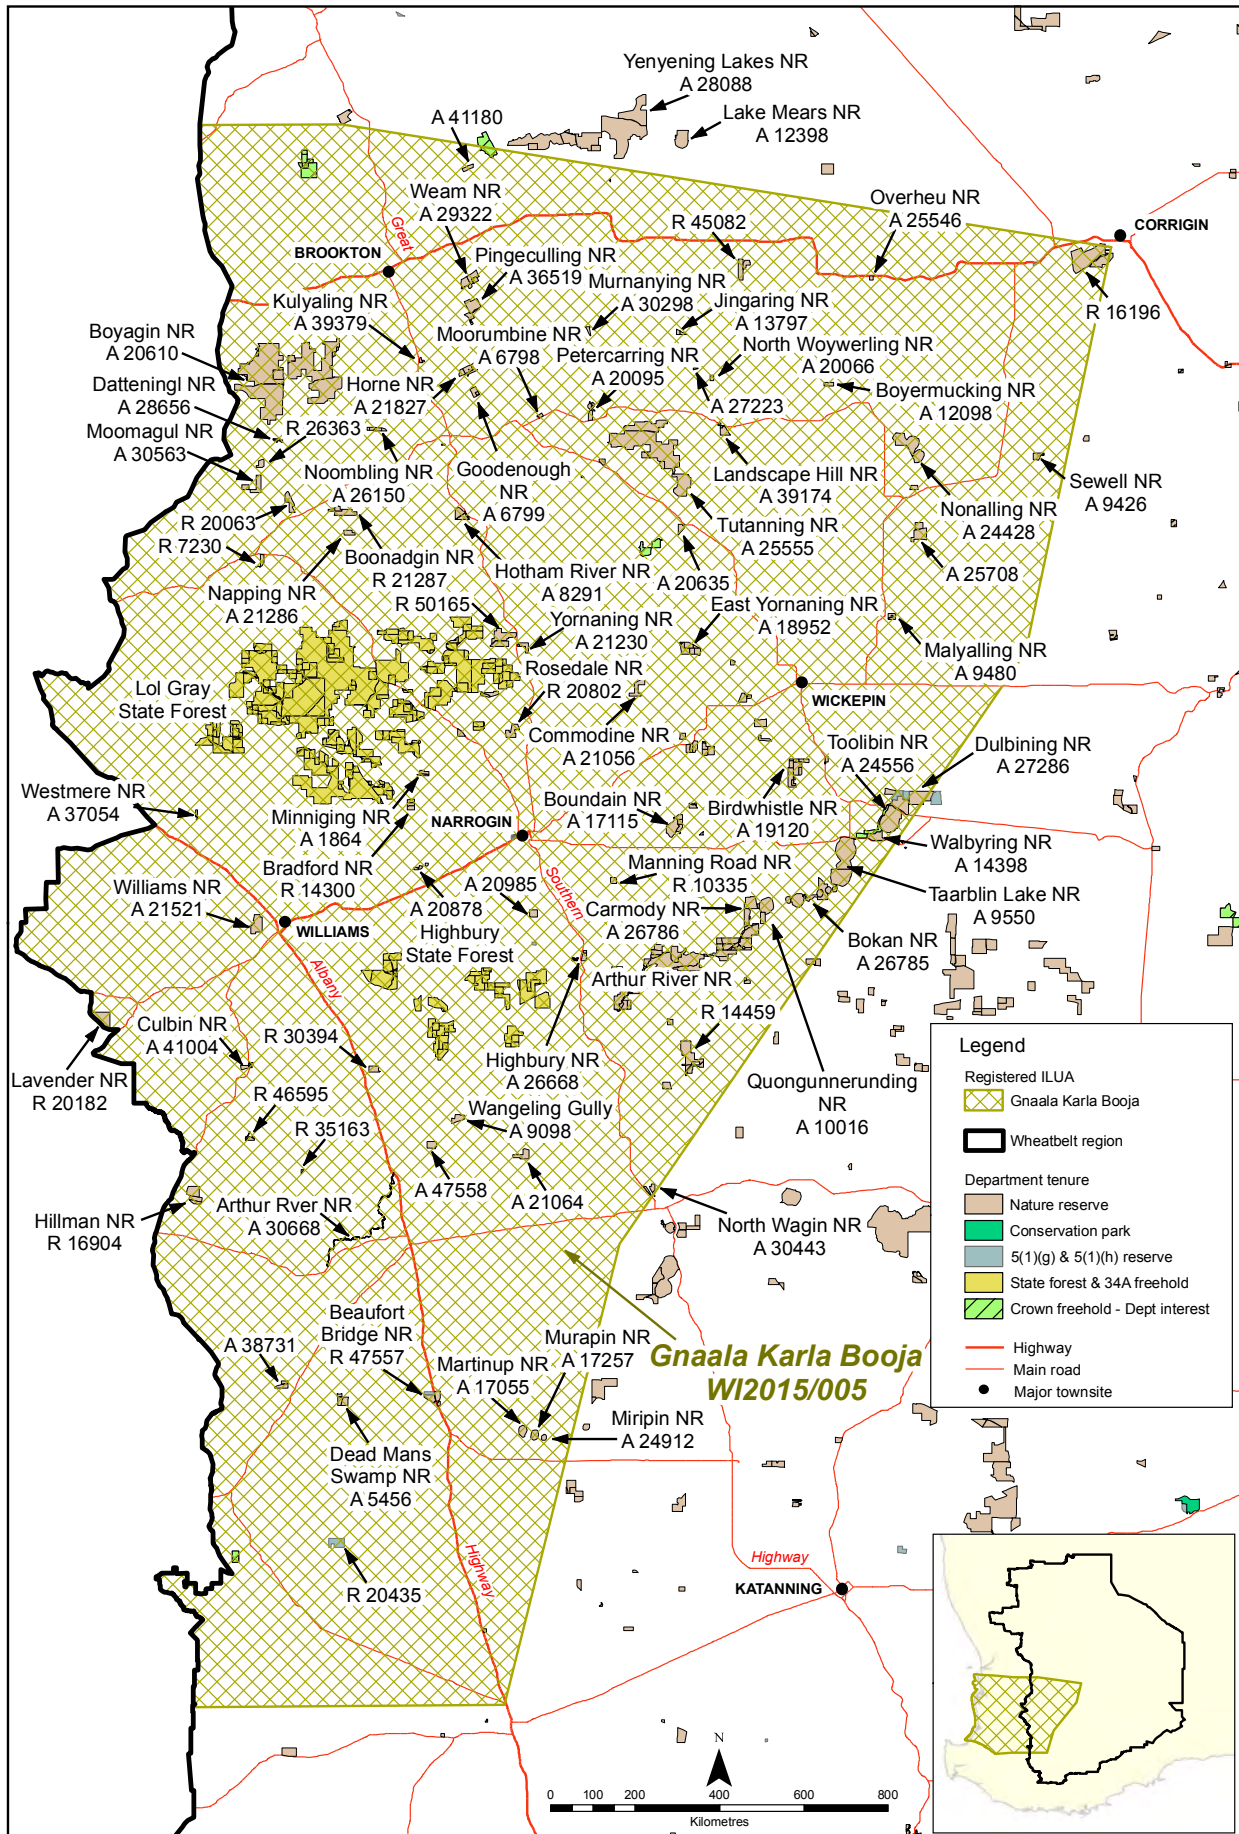 Yenyening Lakes NR
A 28088
Lake Mears NR
A 12398
A 41180
Weam NR
A 29322
Great
Overheu NR
A 25546
R 45082
CORRIGIN
BROOKTON
Pingeculling NR
A 36519
Murnanying NR
A 30298
Jingaring NR
A 13797
R 16196
Kulyaling NR
A 39379
Moorumbine NR
A 6798
Petercarring NR
A 20095
North Woywerling NR
A 20066
Boyagin NR
A 20610
Datteningl NR
A 28656
Horne NR
A 21827
A 27223
Boyermucking NR
A 12098
R 26363
Moomagul NR
A 30563
Noombling NR
A 26150
Goodenough
NR
A 6799
Landscape Hill NR
A 39174
Sewell NR
A 9426
Tutanning NR
A 25555
Nonalling NR
A 24428
R 20063
R 7230
Boonadgin NR
R 21287
Hotham River NR
A 8291
A 20635
A 25708
Napping NR
A 21286
R 50165
Yornaning NR
A 21230
East Yornaning NR
A 18952
Malyalling NR
A 9480
Rosedale NR
R 20802
Lol Gray
State Forest
WICKEPIN
Commodine NR
A 21056
Toolibin NR
A 24556
Dulbining NR
A 27286
Westmere NR
A 37054
Minniging NR
A 1864
NARROGIN
Boundain NR
A 17115
Birdwhistle NR
A 19120
Walbyring NR
A 14398
Bradford NR
R 14300
Manning Road NR
R 10335
Southern
Williams NR
A 21521
A 20985
A 20878
Taarblin Lake NR
A 9550
Carmody NR
A 26786
WILLIAMS
Highbury
State Forest
Bokan NR
A 26785
Albany
Arthur River NR
R 14459
Culbin NR
A 41004
R 30394
Lavender NR
R 20182
Highbury NR
A 26668
Quongunnerunding
NR
A 10016
R 46595
Wangeling Gully
A 9098
R 35163
A 47558
A 21064
Arthur Rver NR
A 30668
Hillman NR
R 16904
North Wagin NR
A 30443
Legend
Registered ILUA
Gnaala Karla Booja
Wheatbelt region
Department tenure
Nature reserve
Conservation park
5(1)(g) & 5(1)(h) reserve
State forest & 34A freehold
Crown freehold - Dept interest
Highway
Main road
Major townsite
Beaufort
Bridge NR
R 47557
A 38731
Murapin NR
A 17257
Martinup NR
A 17055
Gnaala Karla Booja
WI2015/005
Miripin NR
A 24912
Dead Mans
Swamp NR
A 5456
Highway
R 20435
Highway
KATANNING
N
0 100 200 400 600 800
Kilometres